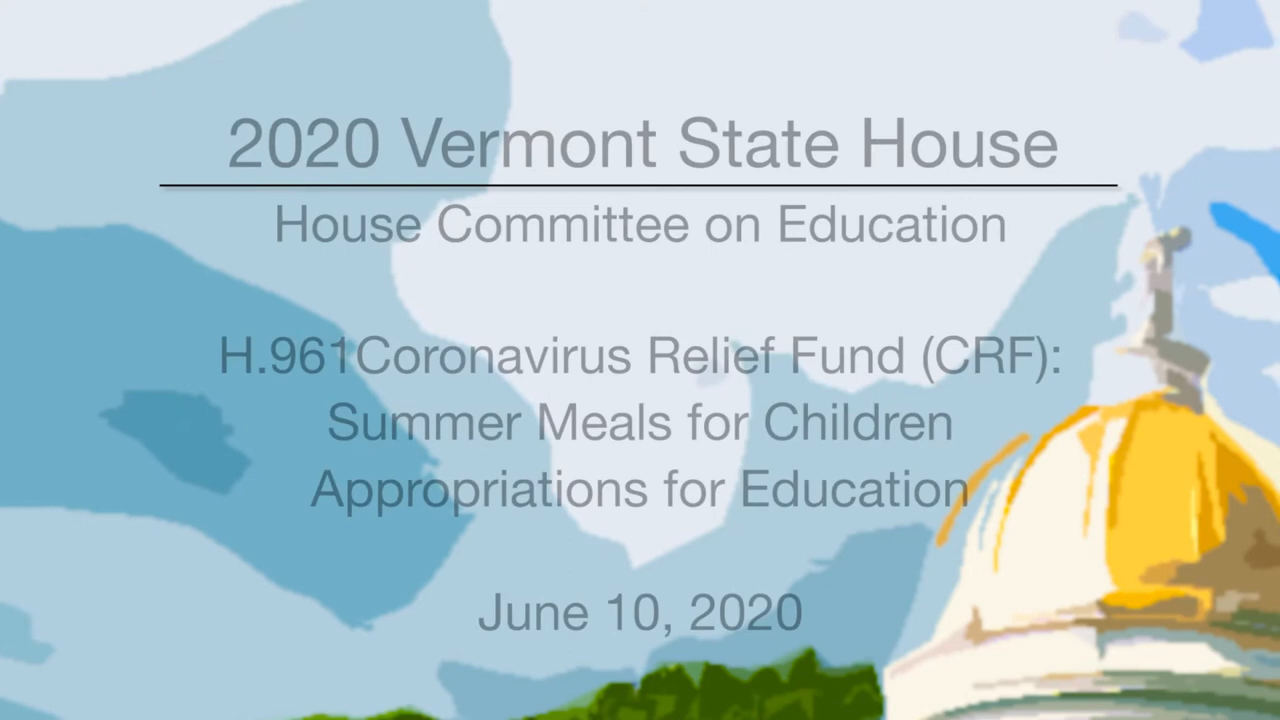 2020 Vermont State House
House Committee on Education
H.961Coronavirus Relief Fund (CRF):
Summer Meals for Children
Appropriations for Education
June 10, 2020